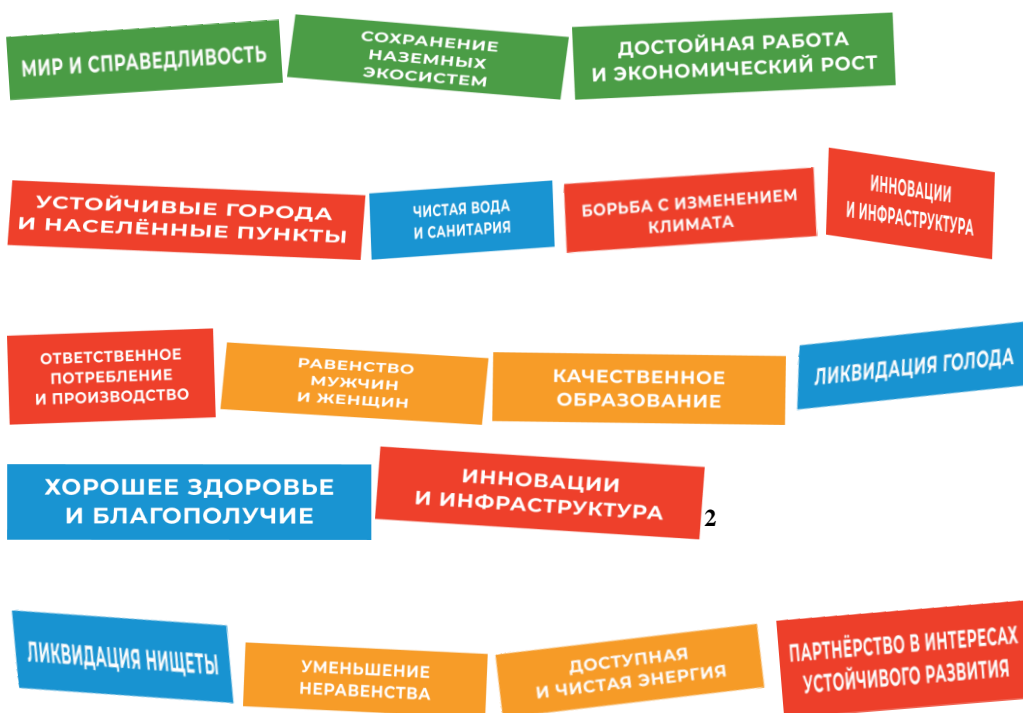 МИР И СПРАВЕДЛИВОСТЬ
СОХРАНЕНИЕ
НАЗЕМНЫХ
ЭКОСИСТЕМ
ДОСТОЙНАЯ РАБОТА
И ЭКОНОМИЧЕСКИЙ РОСТ
УСТОЙЧИВЫЕ ГОРОДА
И НАСЕЛЁННЫЕ ПУНКТЫ
ЧИСТАЯ ВОДА
И САНИТАРИЯ
БОРЬБА С ИЗМЕНЕНИЕМ
КЛИМАТА
ИННОВАЦИИ
И ИНФРАСТРУКТУРА
ОТВЕТСТВЕННОЕ
ПОТРЕБЛЕНИЕ
И ПРОИЗВОДСТВО
РАВЕНСТВО
МУЖЧИН
И ЖЕНЩИН
КАЧЕСТВЕННОЕ
ОБРАЗОВАНИЕ
ЛИКВИДАЦИЯ ГОЛОДА
ХОРОШЕЕ ЗДОРОВЬЕ
И БЛАГОПОЛУЧИЕ
ИННОВАЦИИ
И ИНФРАСТРУКТУРА
2
ЛИКВИДАЦИЯ НИЩЕТЫ
УМЕНЬШЕНИЕ
НЕРАВЕНСТВА
ДОСТУПНАЯ
И ЧИСТАЯ ЭНЕРГИЯ
ПАРТНЁРСТВО В ИНТЕРЕСАХ
УСТОЙЧИВОГО РАЗВИТИЯ